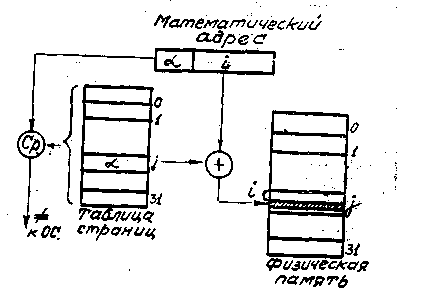 Математический
адрес
α i
0
1
α j
31
Ср
≠
к ОС
Таблица
страниц
+
0
1
i
j
31
Физическая
память